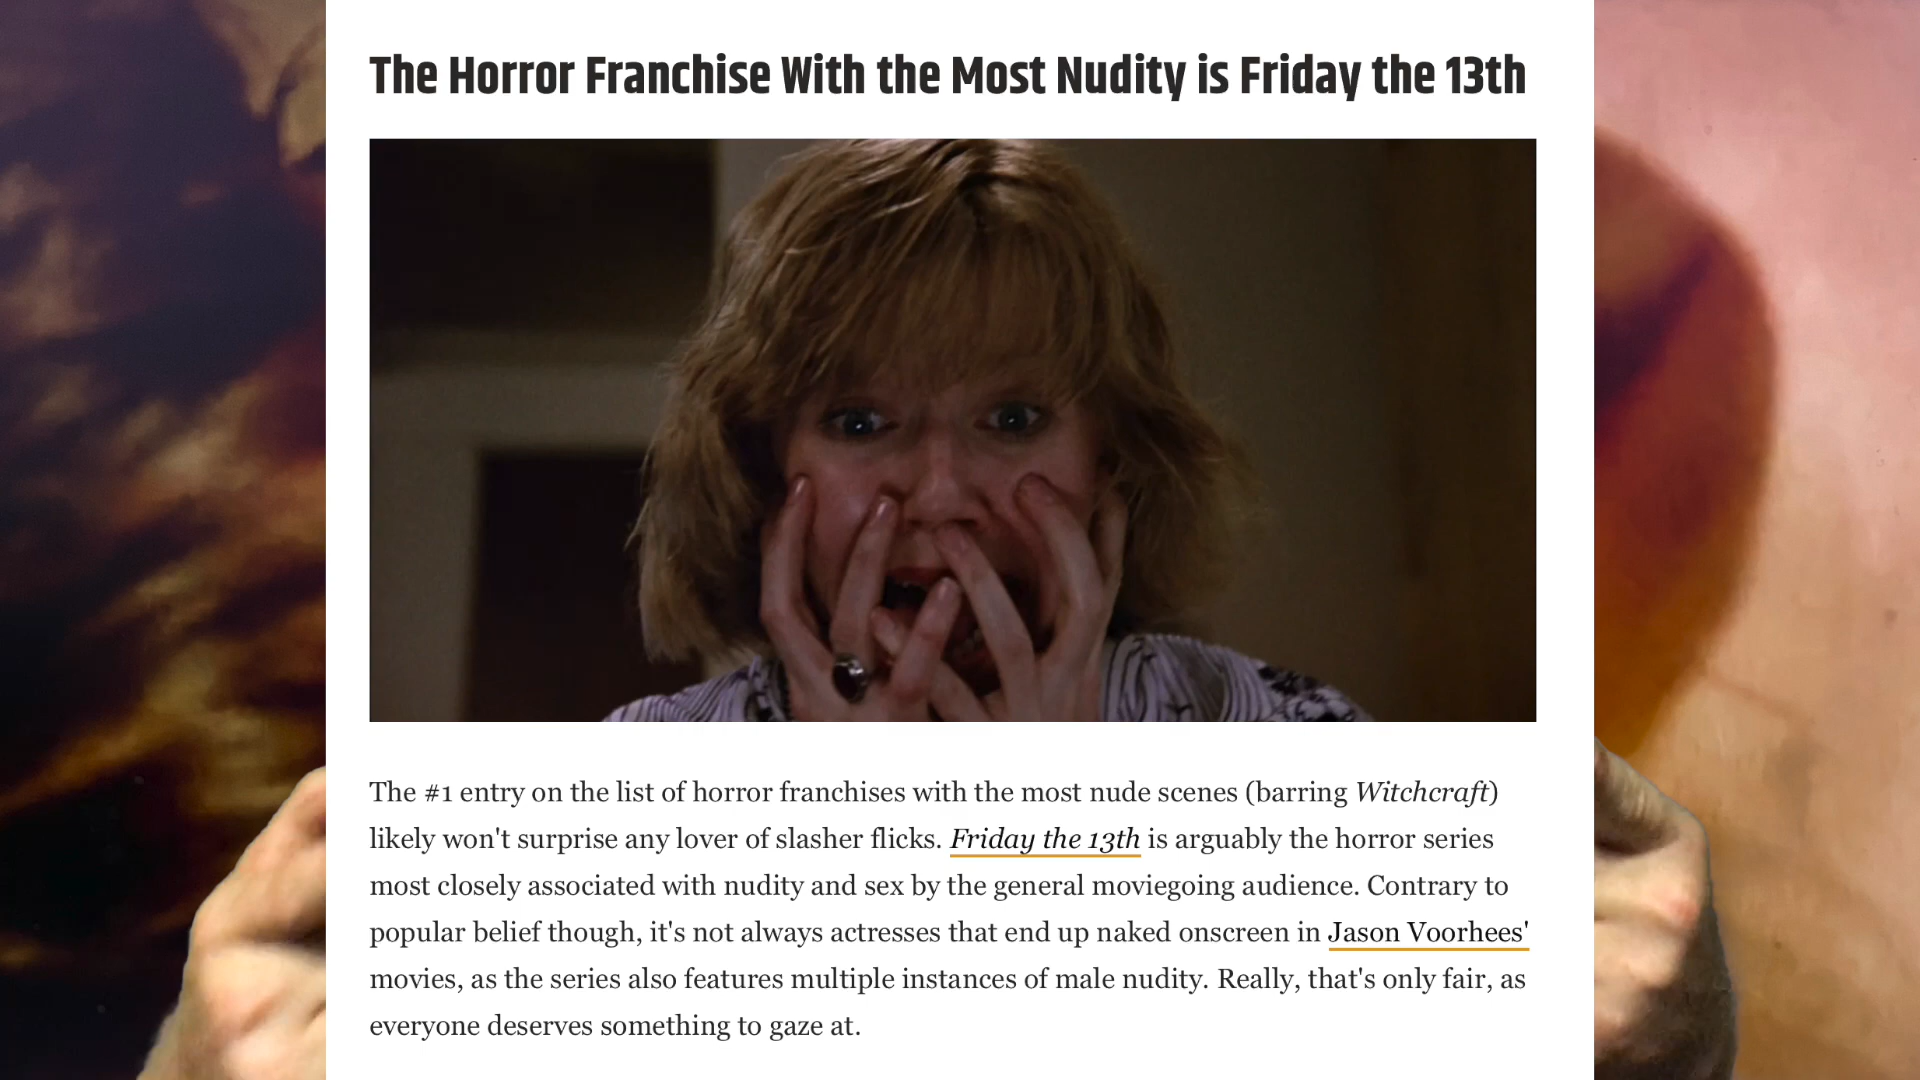 The Horror Franchise With the Most Nudity is Friday the 13th
The #1 entry on the list of horror franchises with the most nude scenes (barring Witchcraft)
likely won't surprise any lover of slasher flicks. Friday the 13th is arguably the horror series
most closely associated with nudity and sex by the general moviegoing audience. Contrary to
popular belief though, it's not always actresses that end up naked onscreen in Jason Voorhees'
movies, as the series also features multiple instances of male nudity. Really, that's only fair, as
everyone deserves something to gaze at.